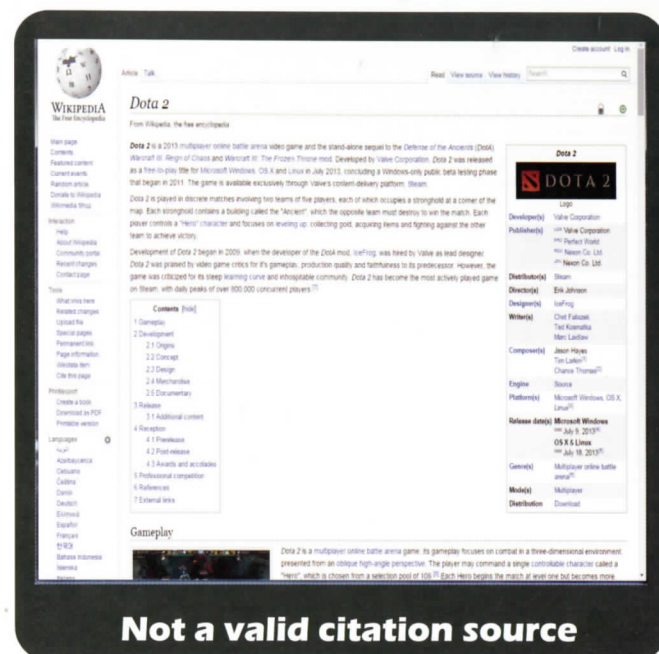 Create account Log in
WIKIPEDIA
The Free Encyclopedia
Article Talk
Read View source View history Search
Dota 2
From Wikipedia, the free encyclopedia
Main page
Contents
Featured content
Current events
Random article
Donate to Wikipedia
Wikimedia Shop
Interaction
Help
About Wikipedia
Community portal
Recent changes
Contact page
Tools
What links here
Related changes
Upload file
Special pages
Permanent link
Page information
Wikidata item
Cite this page
Print/export
Create a book
Download as PDF
Printable version
Languages
Azərbaycanca
Català
Čeština
Dansk
Deutsch
Ελληνικά
Español
Français
한국어
Bahasa Indonesia
Íslenska
Dota 2 is a 2013 multiplayer online battle arena video game and the stand-alone sequel to the Defense of the Ancients (DotA)
Warcraft III: Reign of Chaos and Warcraft III: The Frozen Throne mod. Developed by Valve Corporation, Dota 2 was released
as a free-to-play title for Microsoft Windows, OS X and Linux in July 2013, concluding a Windows-only public beta testing phase
that began in 2011. The game is available exclusively through Valve's content-delivery platform, Steam.
Dota 2 is played in discrete matches involving two teams of five players, each of which occupies a stronghold at a corner of the
map. Each stronghold contains a building called the "Ancient", which the opposite team must destroy to win the match. Each
player controls a "Hero" character and focuses on leveling up, collecting gold, acquiring items and fighting against the other
team to achieve victory.
Development of Dota 2 began in 2009, when the developer of the DotA mod, IceFrog, was hired by Valve as lead designer.
Dota 2 was praised by video game critics for it's gameplay, production quality and faithfulness to its predecessor. However, the
game was criticized for its steep learning curve and inhospitable community. Dota 2 has become the most actively played game
on Steam, with daily peaks of over 800,000 concurrent players.[7]
Contents [hide]
1 Gameplay
2 Development
2.1 Origins
2.2 Concept
2.3 Design
2.4 Merchandise
2.5 Documentary
3 Release
3.1 Additional content
4 Reception
4.1 Prerelease
4.2 Post-release
4.3 Awards and accolades
5 Professional competition
6 References
7 External links
Dota 2
DOTA 2
Logo
Developer(s) Valve Corporation
Publisher(s) Valve Corporation
Perfect World
Nexon Co. Ltd.
Nexon Co. Ltd.
Distributor(s) Steam
Director(s) Erik Johnson
Designer(s) IceFrog
Writer(s) Chet Faliszek
Ted Kosmatka
Marc Laidlaw
Composer(s) Jason Hayes
Tim Larkin
Chance Thomas
Engine Source
Platform(s) Microsoft Windows, OS X,
Linux
Release date(s) Microsoft Windows
July 9, 2013
OS X & Linux
July 18, 2013
Genre(s) Multiplayer online battle
arena
Mode(s) Multiplayer
Distribution Download
Gameplay
Dota 2 is a multiplayer online battle arena game, its gameplay focuses on combat in a three-dimensional environment,
presented from an oblique high-angle perspective. The player may command a single controllable character called a
"Hero", which is chosen from a selection pool of 106. Each Hero begins the match at level one but becomes more
Not a valid citation source